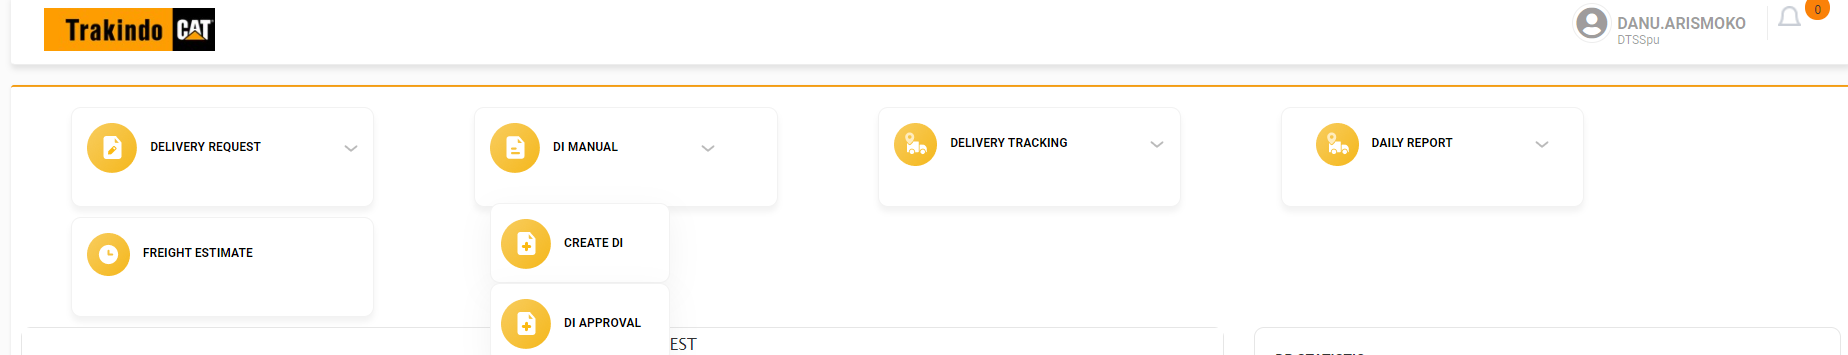 Trakindo CAT
DANU.ARISMOKO
DTSSpu
0
DELIVERY REQUEST
DI MANUAL
DELIVERY TRACKING
DAILY REPORT
CREATE DI
FREIGHT ESTIMATE
DI APPROVAL
EST